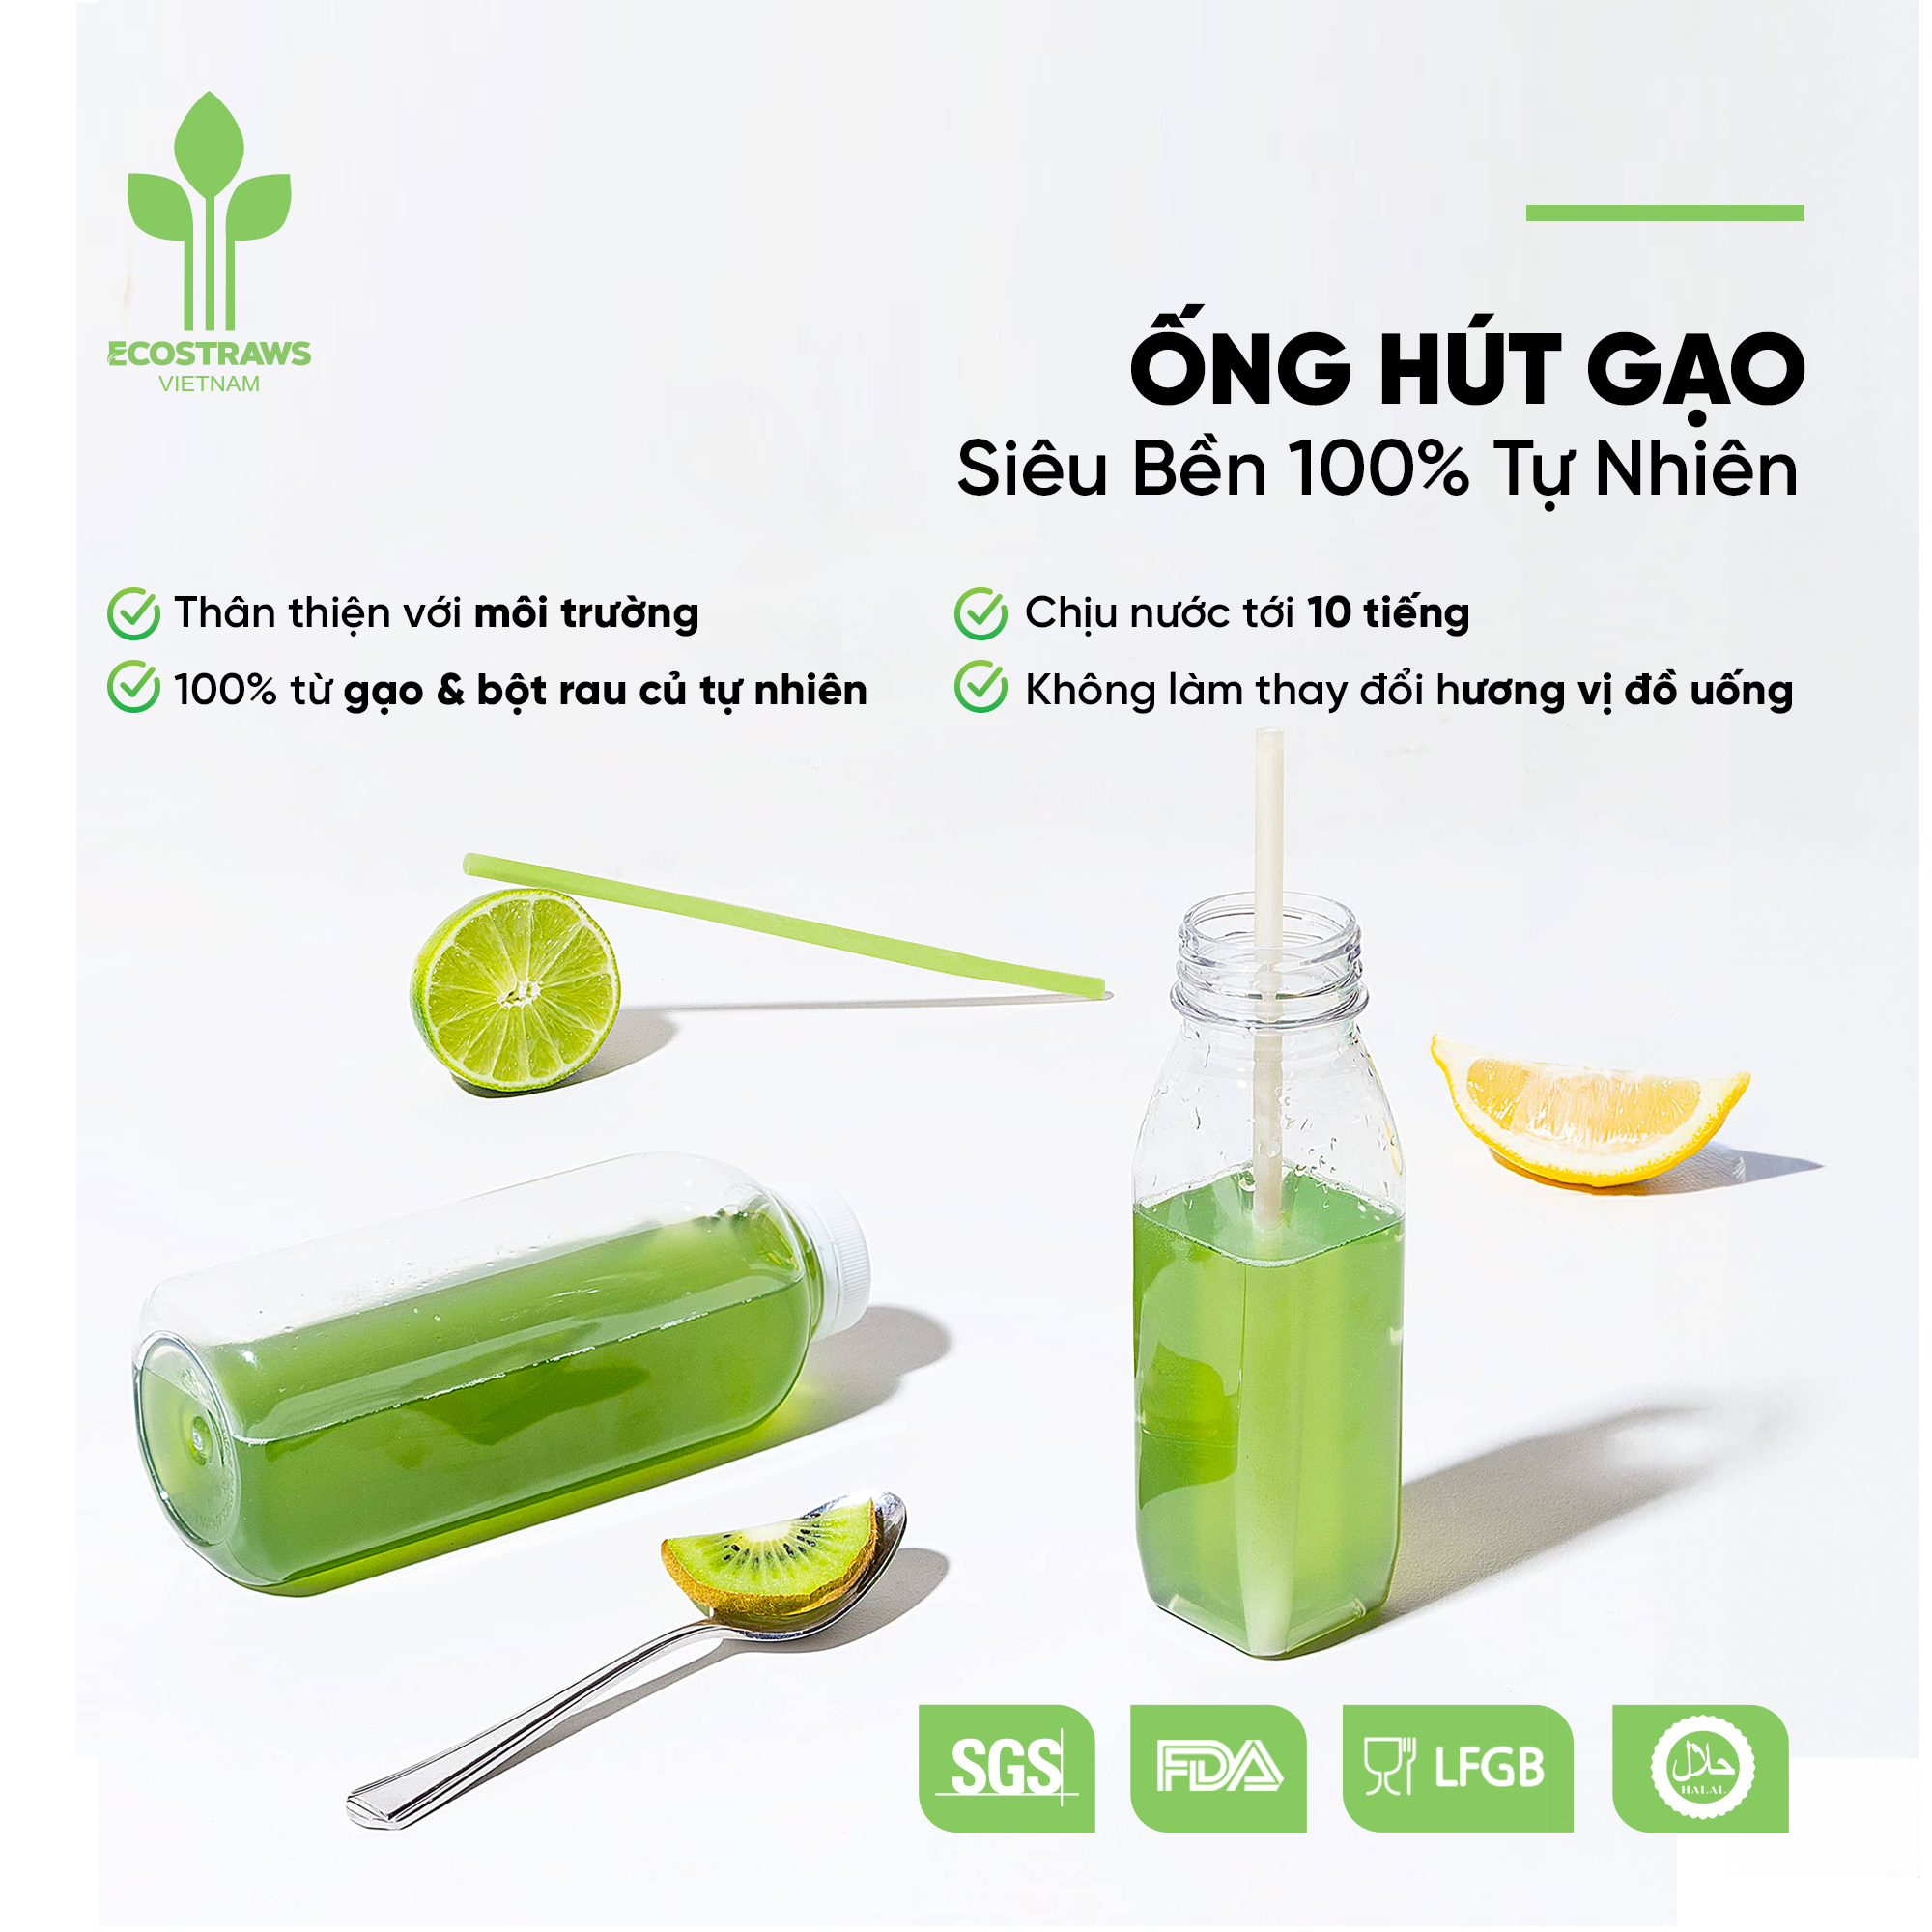 ECOSTRAWS
VIETNAM
ỐNG HÚT GẠO
Siêu Bền 100% Tự Nhiên
Thân thiện với môi trường
100% từ gạo & bột rau củ tự nhiên
Chịu nước tới 10 tiếng
Không làm thay đổi hương vị đồ uống
SGS
FDA
LFGB
حلال
HALAL